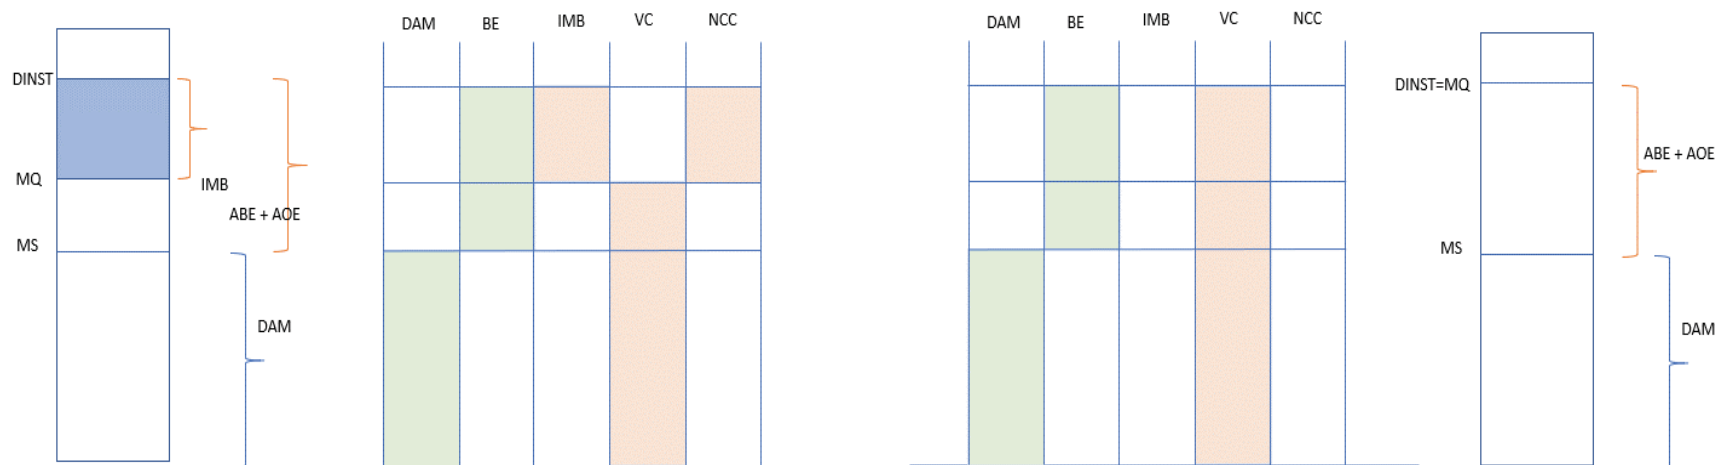 DAM BE IMB VC NCC
DINST
MQ
IMB
ABE + AOE
MS
DAM
DAM BE IMB VC NCC
DINST=MQ
ABE + AOE
MS
DAM